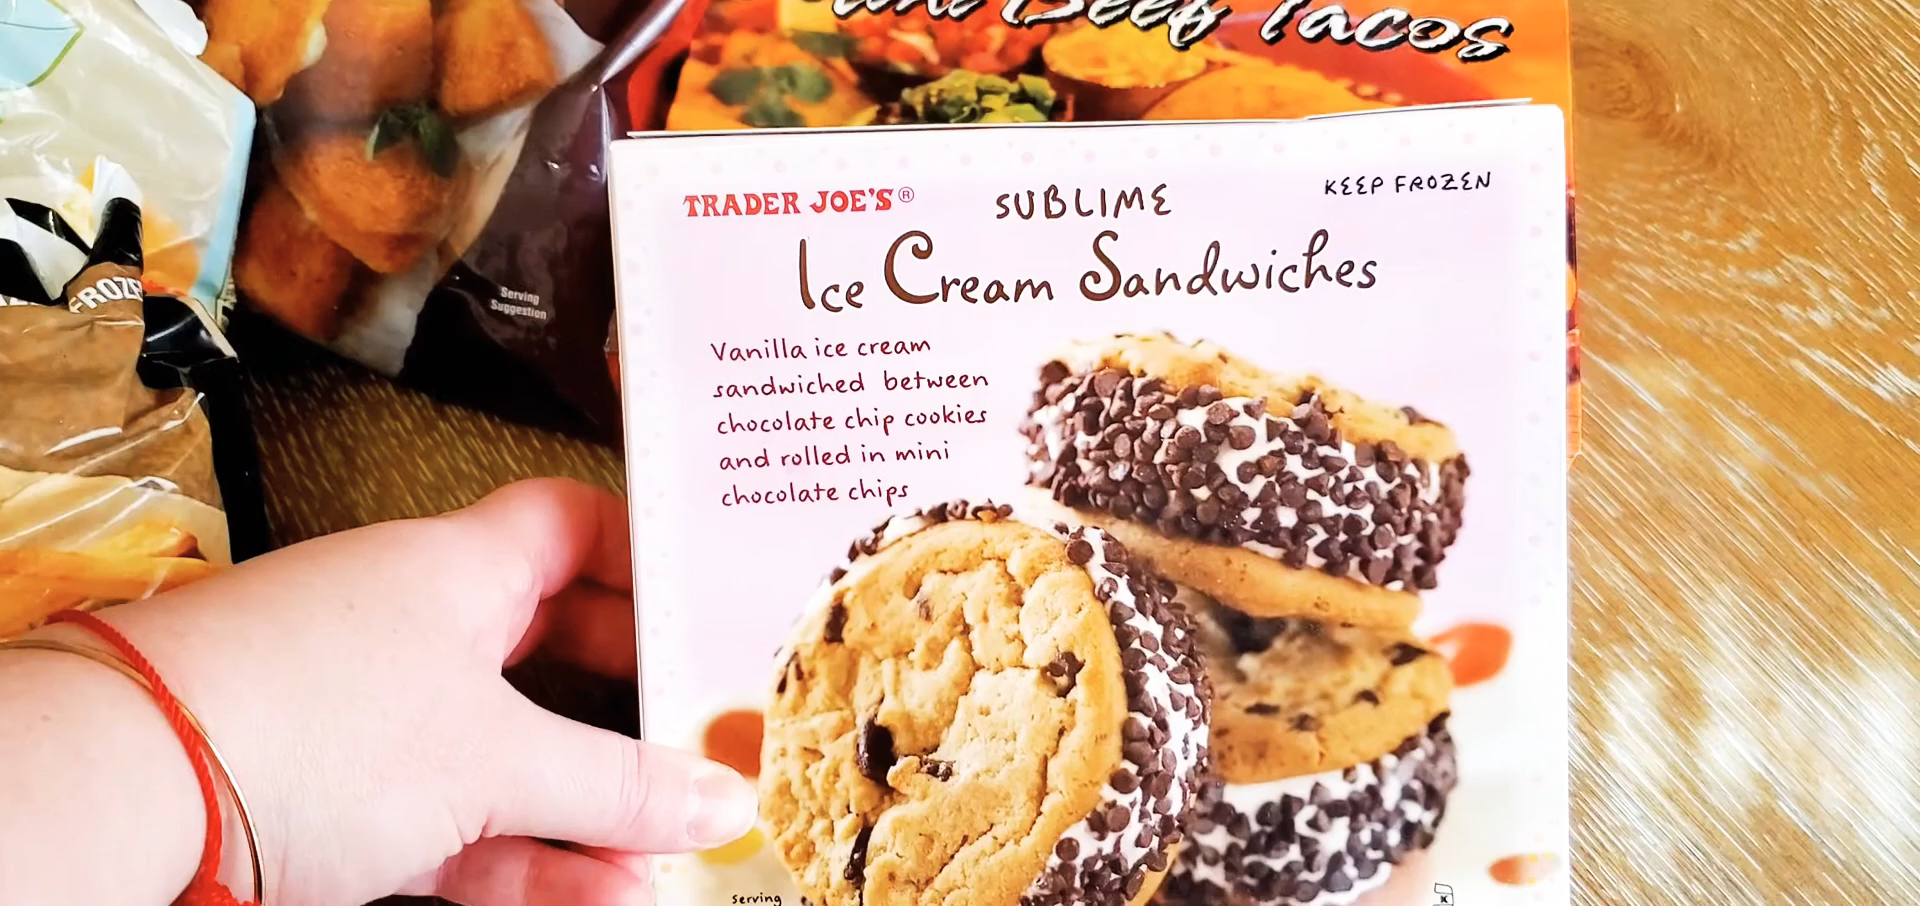 Beef Tacos
TRADER JOE'S®
SUBLIME
KEEP FROZEN
Ice Cream Sandwiches
Vanilla ice cream
sandwiched between
chocolate chip cookies
and rolled in mini
chocolate chips
Serving
Suggestion
FROZE
serving
K